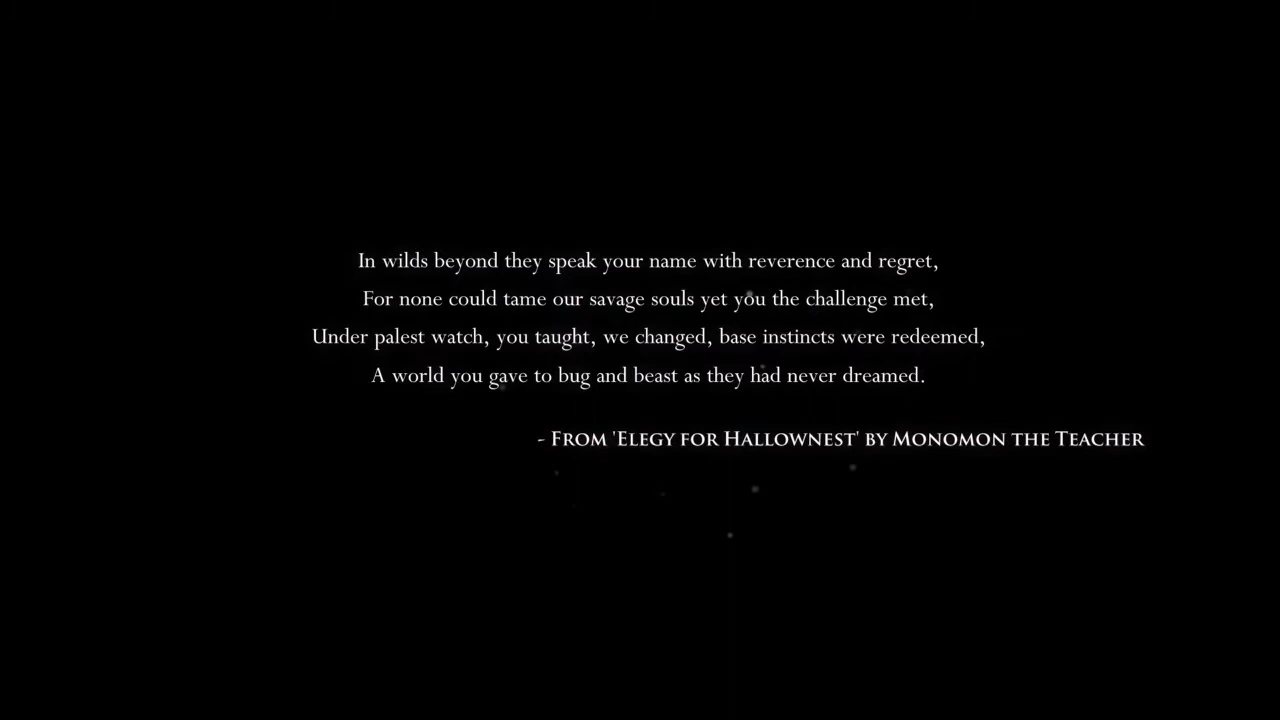 In wilds beyond they speak your name with reverence and regret,
For none could tame our savage souls yet you the challenge met,
Under palest watch, you taught, we changed, base instincts were redeemed,
A world you gave to bug and beast as they had never dreamed.
- From 'Elegy for Hallownest' by Monomon the Teacher